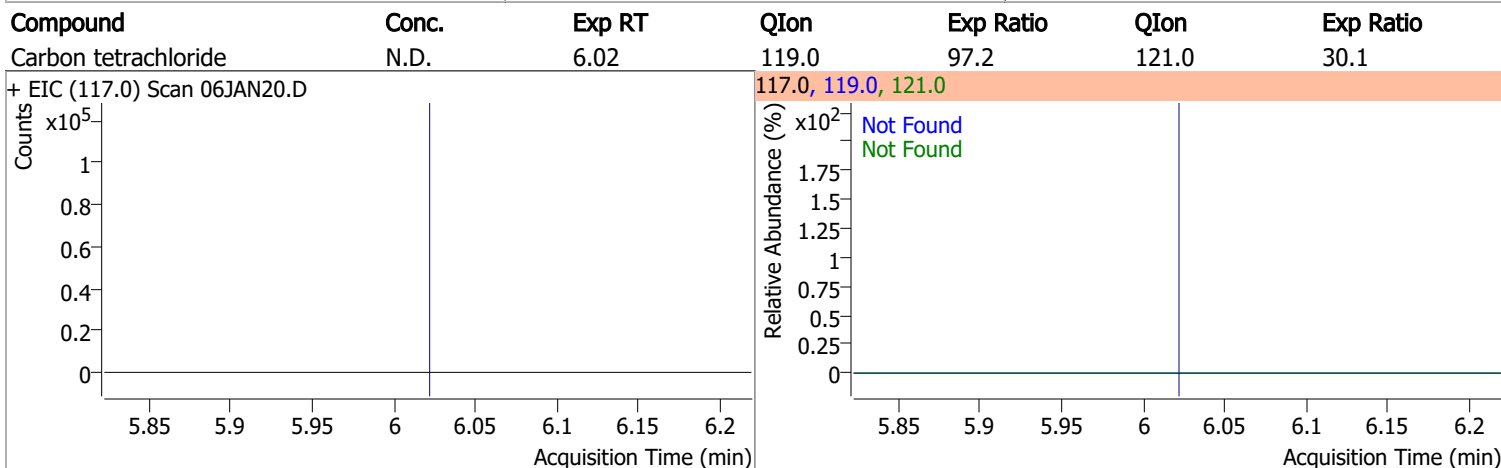 Compound Conc. Exp RT QIon Exp Ratio QIon Exp Ratio
Carbon tetrachloride N.D. 6.02 119.0 97.2 121.0 30.1
+ EIC (117.0) Scan 06JAN20.D
Counts
x10⁵
1
0.8
0.6
0.4
0.2
0
5.85 5.9 5.95 6 6.05 6.1 6.15 6.2
Acquisition Time (min)
117.0, 119.0, 121.0
Relative Abundance (%)
x10²
Not Found
Not Found
1.75
1.5
1.25
1
0.75
0.5
0.25
0
5.85 5.9 5.95 6 6.05 6.1 6.15 6.2
Acquisition Time (min)